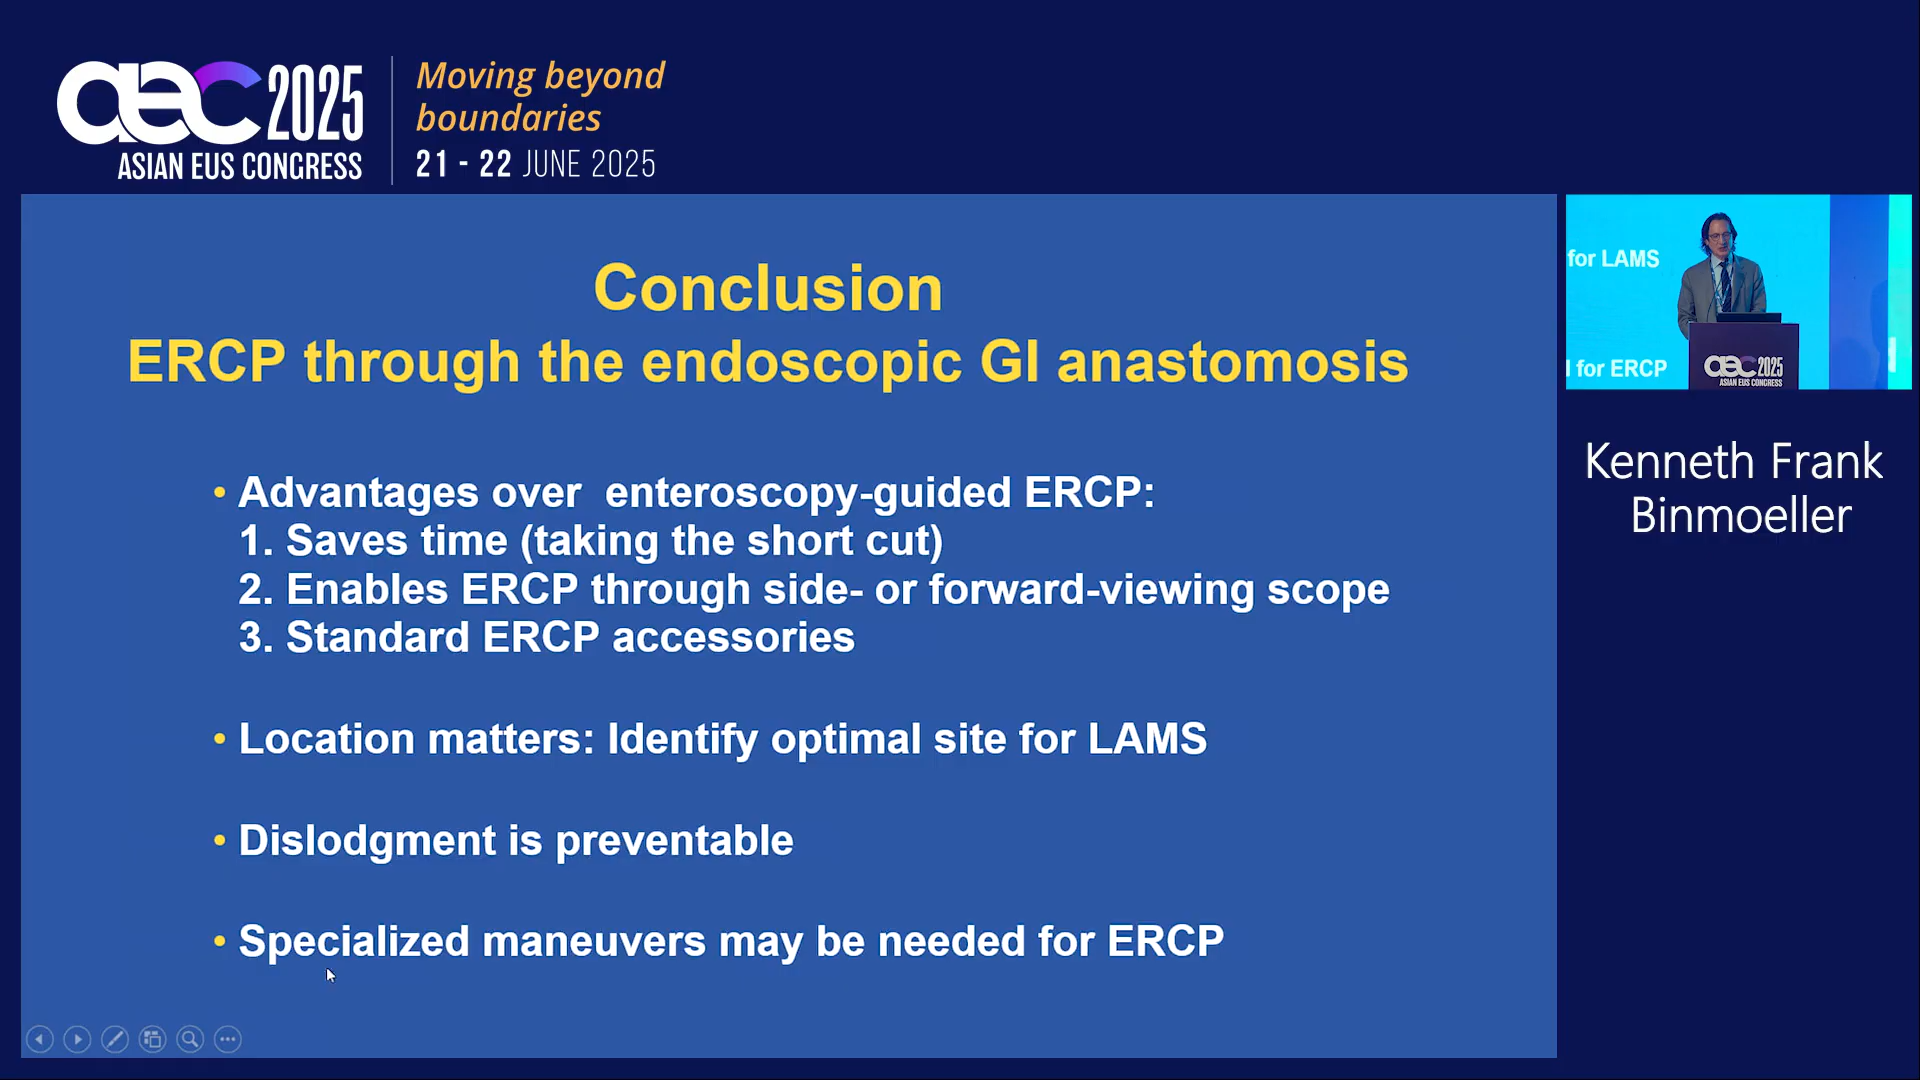 aec 2025
ASIAN EUS CONGRESS
Moving beyond
boundaries
21 - 22 JUNE 2025
Conclusion
ERCP through the endoscopic GI anastomosis
• Advantages over enteroscopy-guided ERCP:
1. Saves time (taking the short cut)
2. Enables ERCP through side- or forward-viewing scope
3. Standard ERCP accessories
• Location matters: Identify optimal site for LAMS
• Dislodgment is preventable
• Specialized maneuvers may be needed for ERCP
for LAMS
for ERCP
aec 2025
ASIAN EUS CONGRESS
Kenneth Frank
Binmoeller